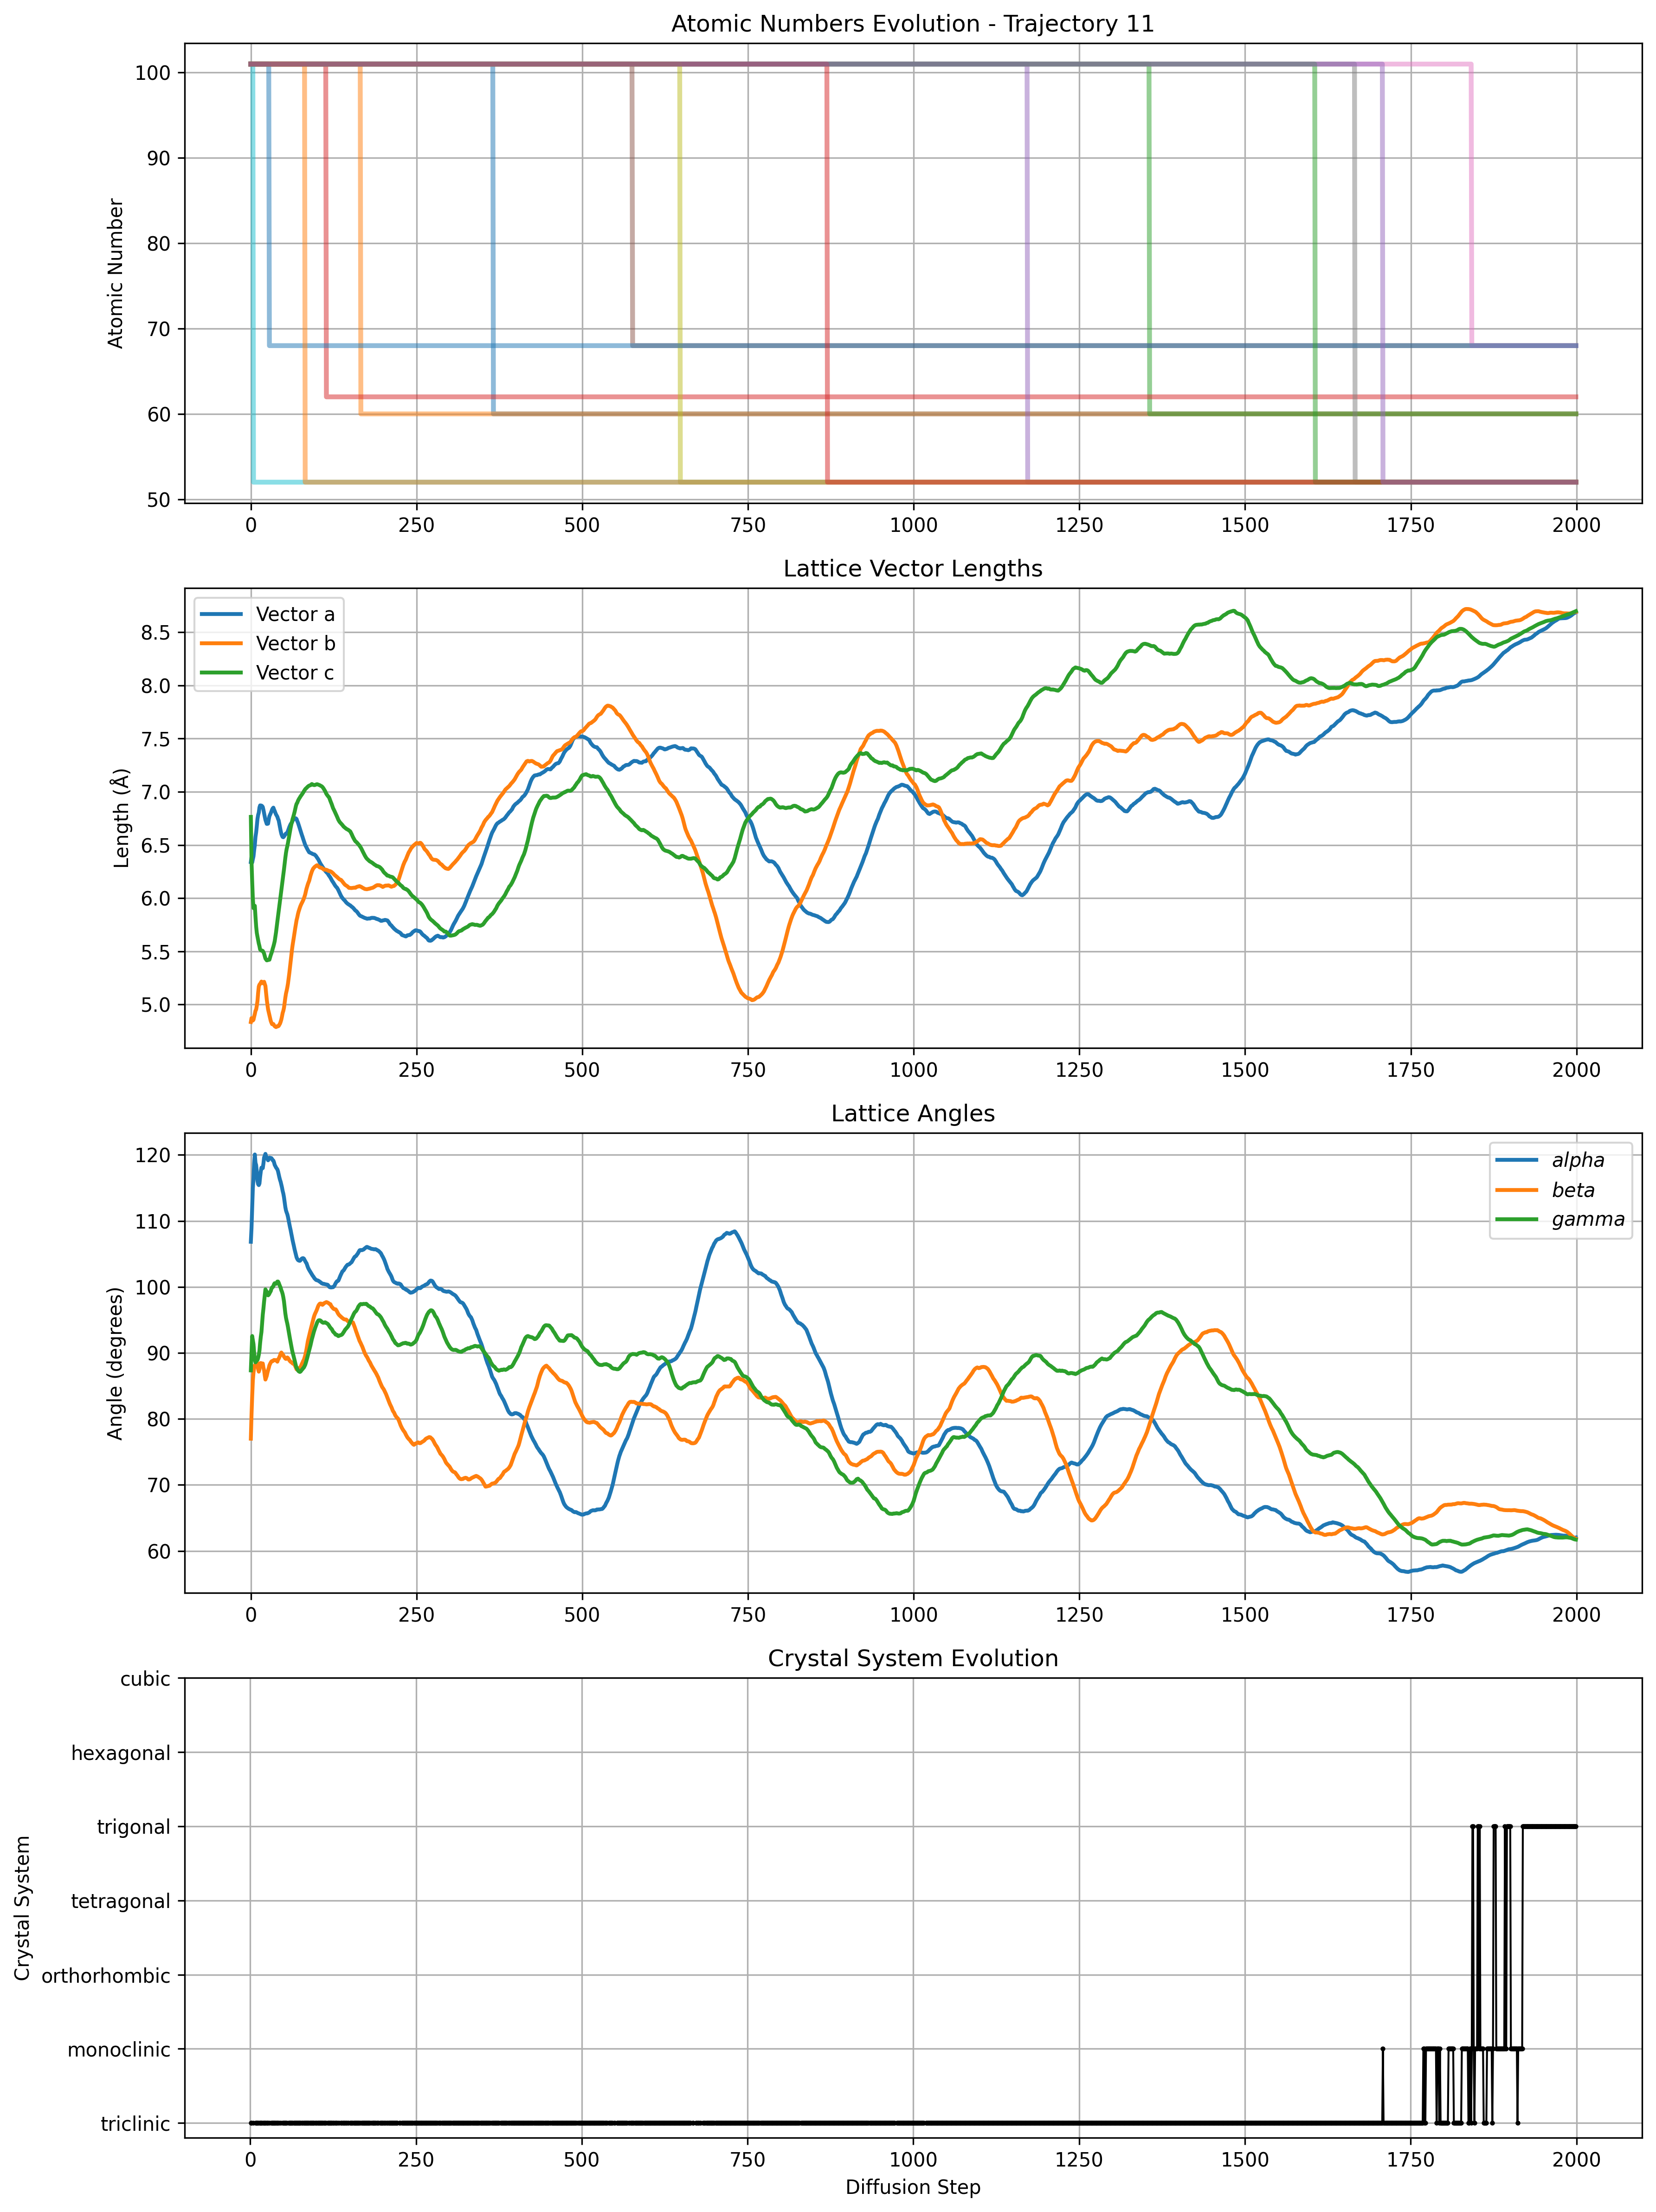 Atomic Numbers Evolution - Trajectory 11
Atomic Number
100
90
80
70
60
50
0 250 500 750 1000 1250 1500 1750 2000
Lattice Vector Lengths
Length (Å)
Vector a
Vector b
Vector c
8.5
8.0
7.5
7.0
6.5
6.0
5.5
5.0
0 250 500 750 1000 1250 1500 1750 2000
Lattice Angles
Angle (degrees)
alpha
beta
gamma
120
110
100
90
80
70
60
0 250 500 750 1000 1250 1500 1750 2000
Crystal System Evolution
Crystal System
cubic
hexagonal
trigonal
tetragonal
orthorhombic
monoclinic
triclinic
0 250 500 750 1000 1250 1500 1750 2000
Diffusion Step